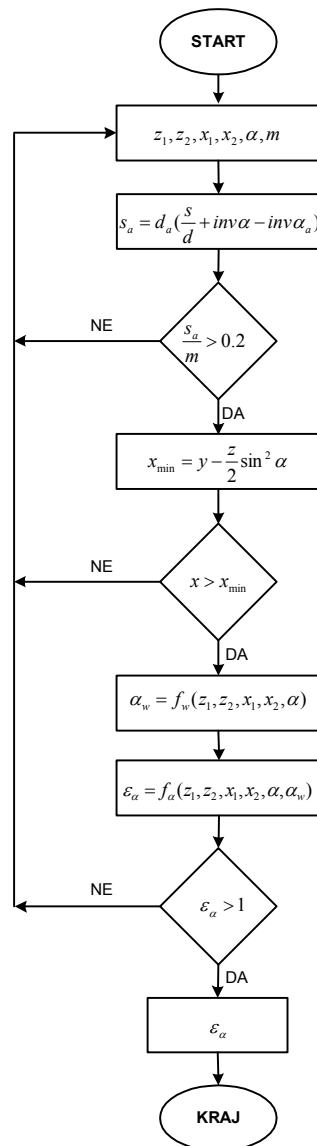 START
z₁, z₂, x₁, x₂, α, m
sₐ = dₐ(s/d + invα − invαₐ)
NE
sₐ/m > 0.2
DA
x_min = y − z/2 sin² α
NE
x > x_min
DA
α_w = f_w(z₁, z₂, x₁, x₂, α)
ε_α = f_α(z₁, z₂, x₁, x₂, α, α_w)
NE
ε_α > 1
DA
ε_α
KRAJ